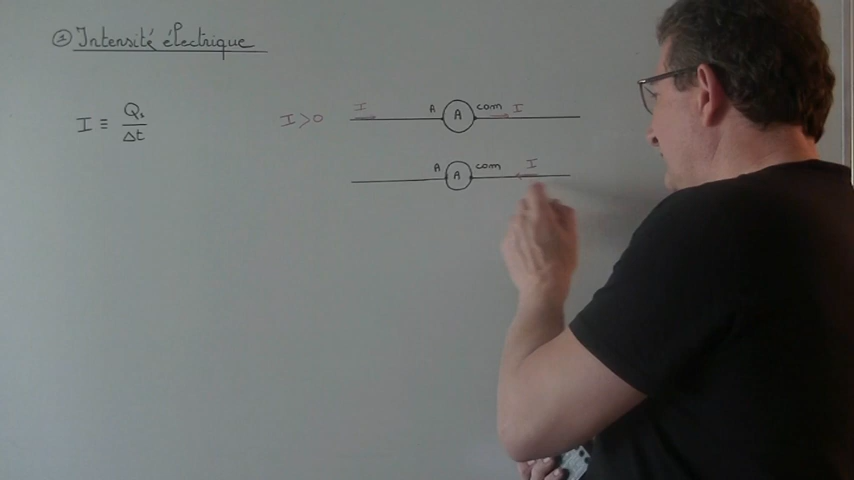 ① Intensité électrique
I ≡ Q./Δt
I>0 I A A com I
A A com I